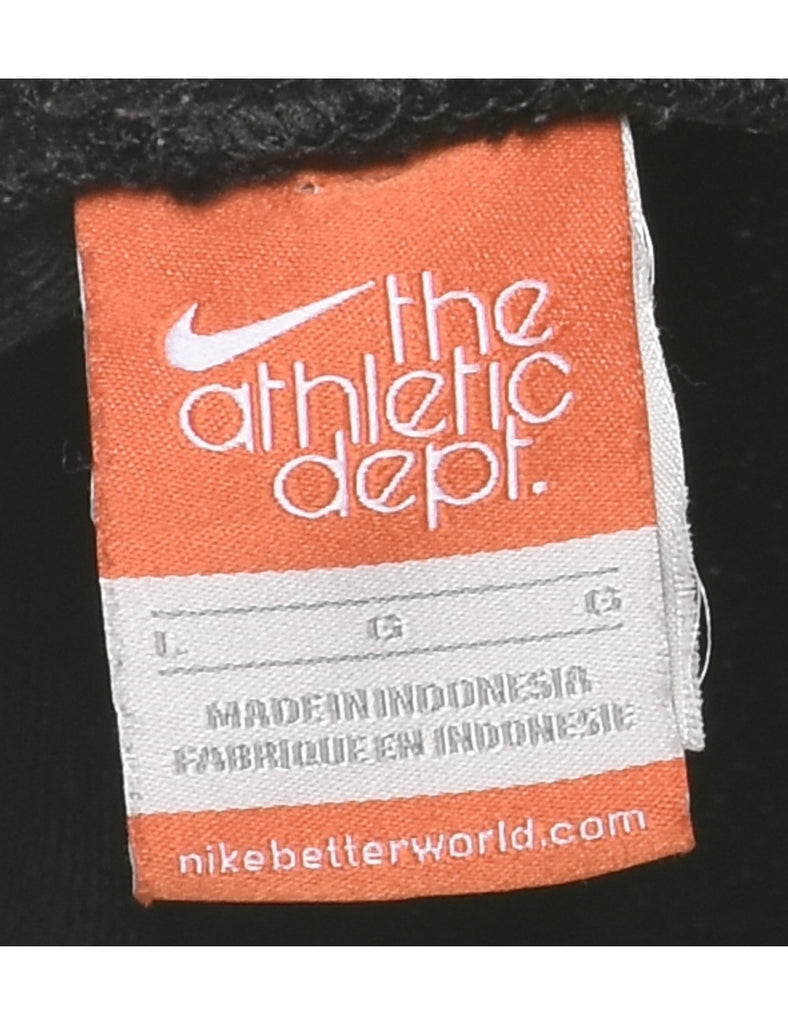 the
athletic
dept.
L G G
MADE IN INDONESIA
FABRIQUE EN INDONESIE
nikebetterworld.com